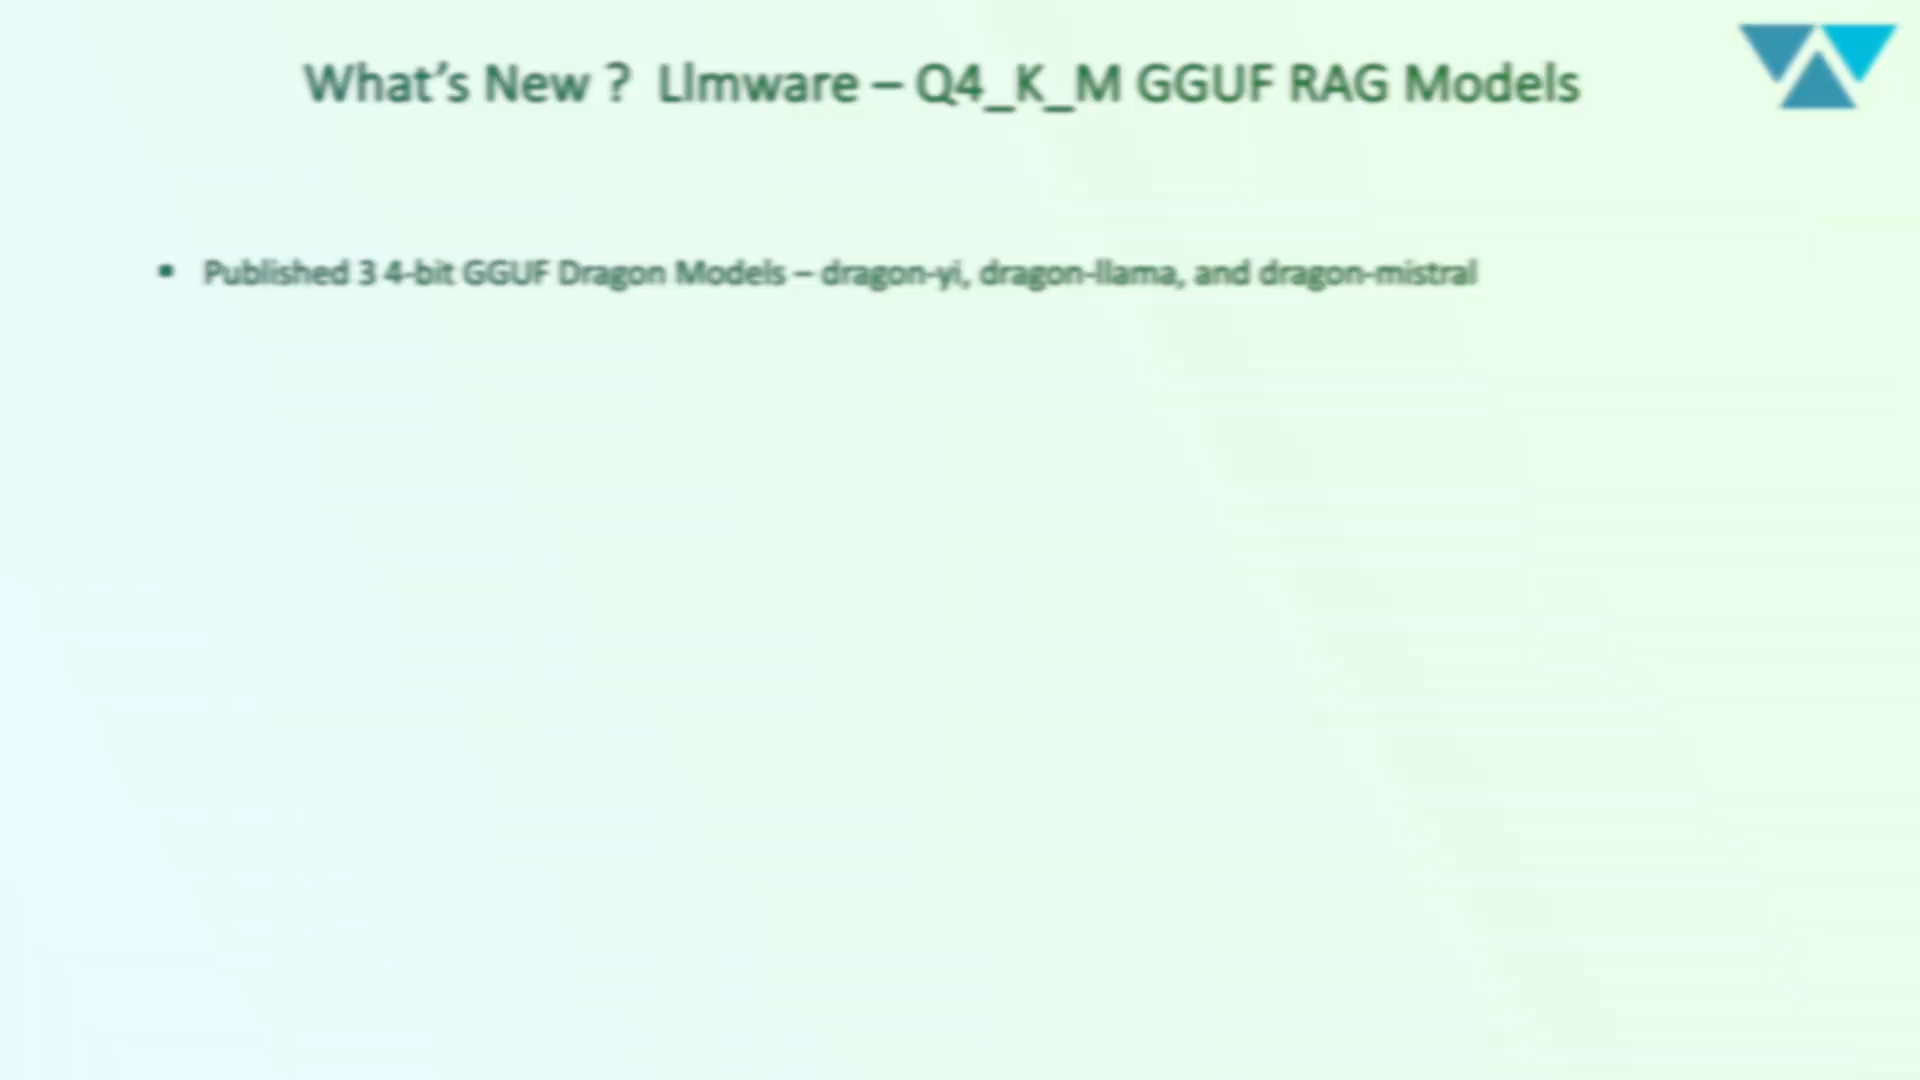 What's New ? Llmware – Q4_K_M GGUF RAG Models
▪ Published 3 4-bit GGUF Dragon Models – dragon-yi, dragon-llama, and dragon-mistral